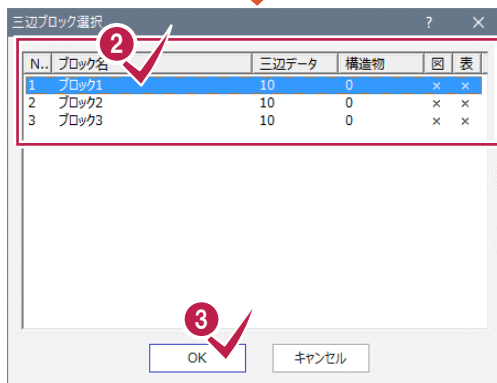 三辺ブロック選択 ? ×
2
N.. ブロック名 三辺データ 構造物 図 表
1 ブロック1 10 0 × ×
2 ブロック2 10 0 × ×
3 ブロック3 10 0 × ×
3
OK キャンセル